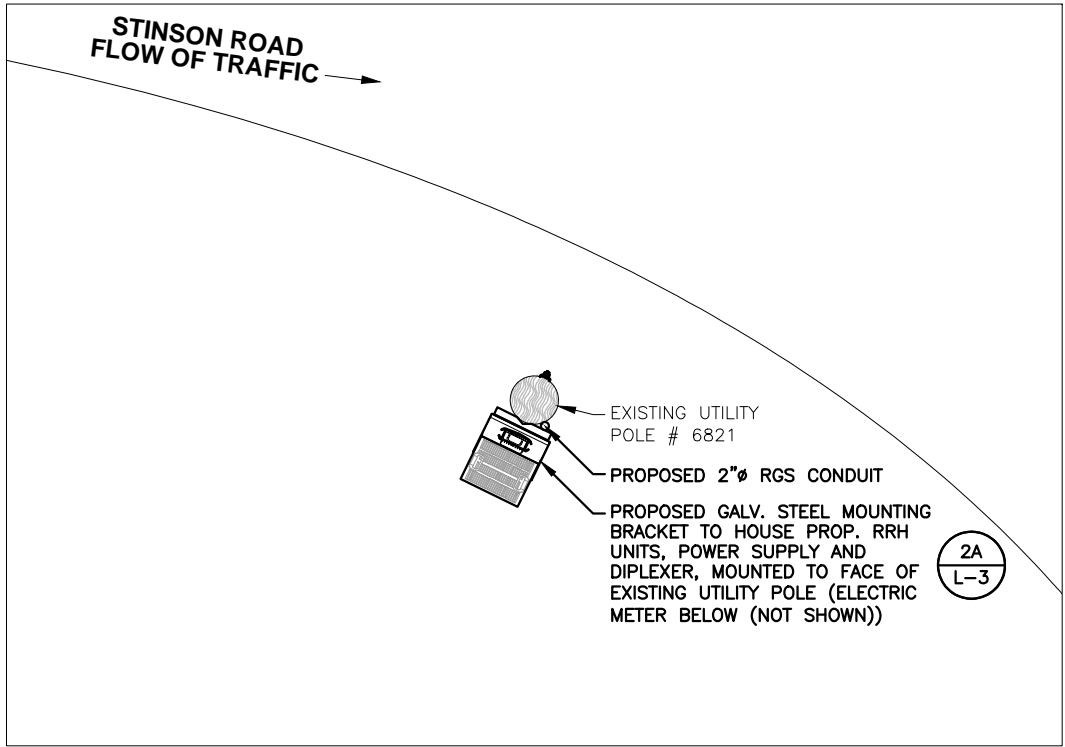 STINSON ROAD
FLOW OF TRAFFIC
EXISTING UTILITY
POLE # 6821
PROPOSED 2"ø RGS CONDUIT
PROPOSED GALV. STEEL MOUNTING
BRACKET TO HOUSE PROP. RRH
UNITS, POWER SUPPLY AND
DIPLEXER, MOUNTED TO FACE OF
EXISTING UTILITY POLE (ELECTRIC
METER BELOW (NOT SHOWN))
2A
L-3